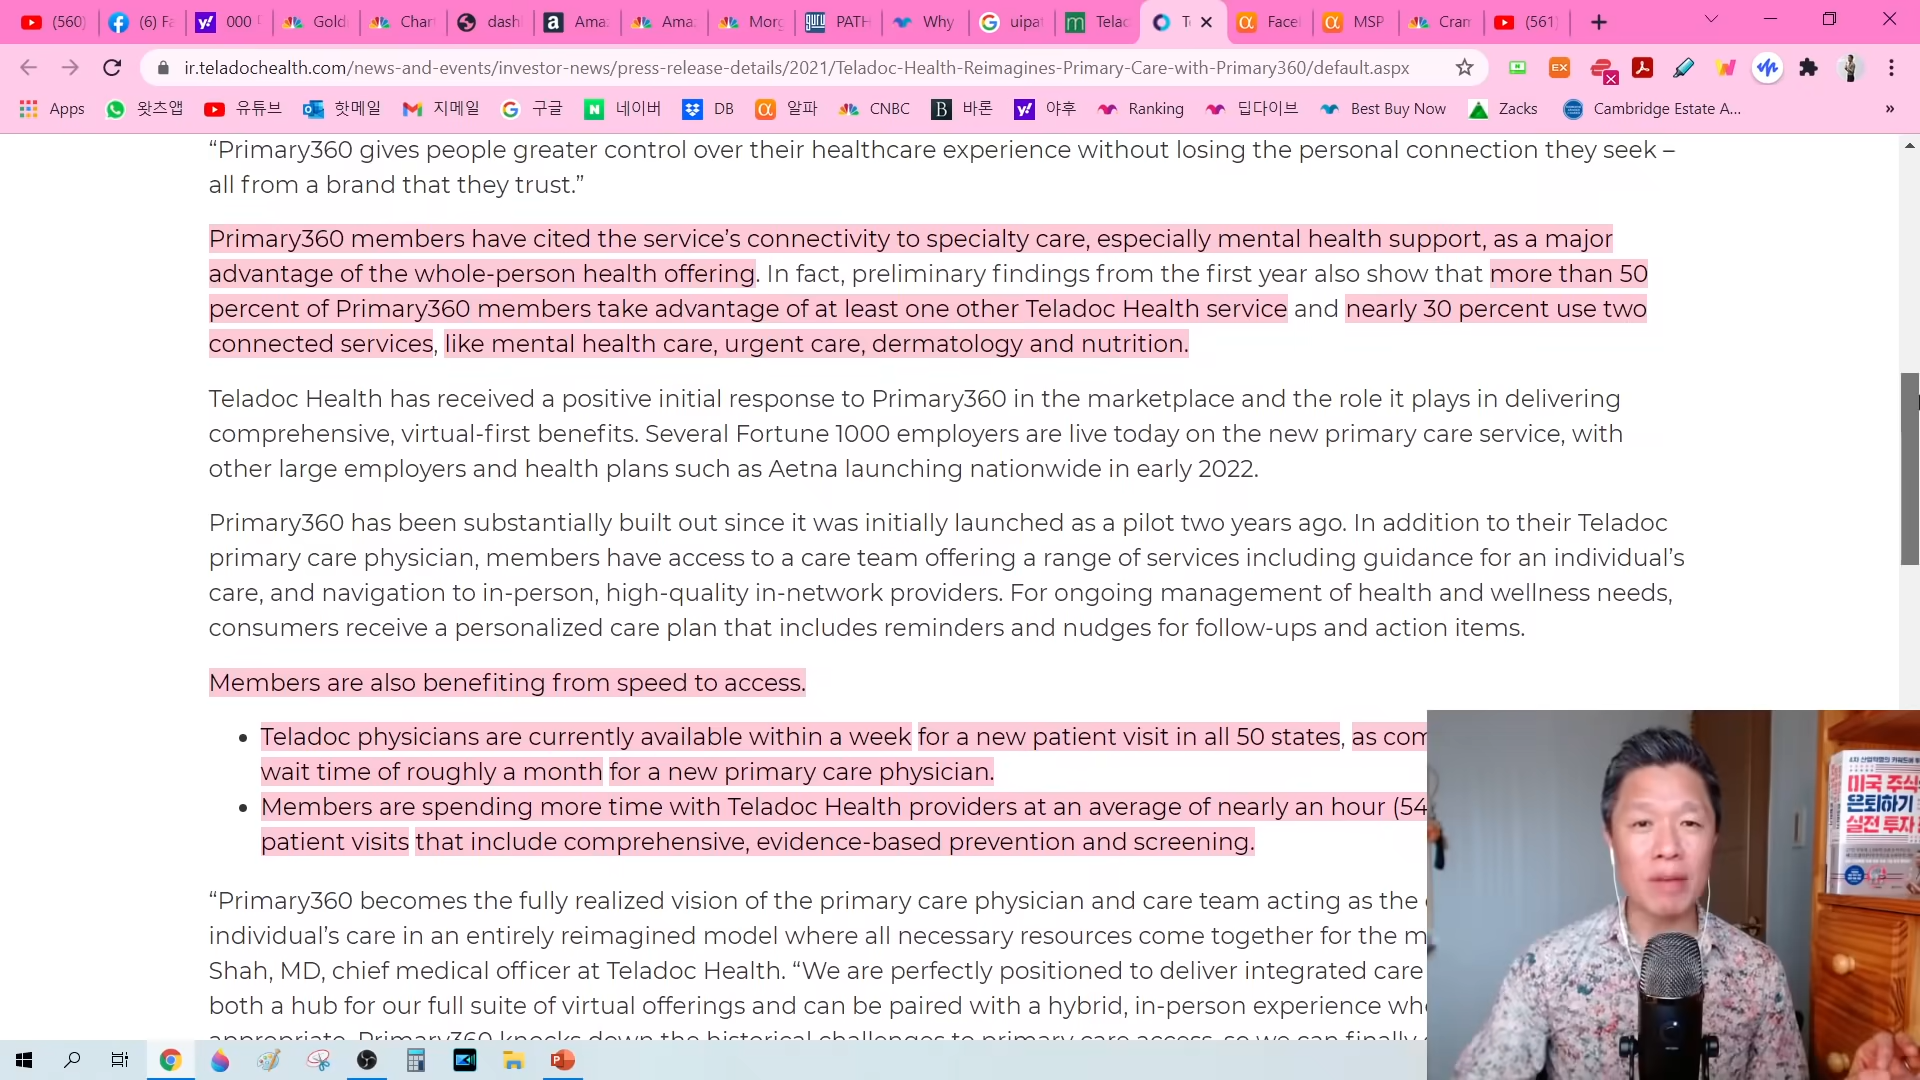 (560)
(6) Fa
000
Gold
Char
dash
Ama
Ama
Morg
PATH
Why
uipat
Telac
Te
Facel
MSP
Cram
(561)
ir.teladochealth.com/news-and-events/investor-news/press-release-details/2021/Teladoc-Health-Reimagines-Primary-Care-with-Primary360/default.aspx
Apps 왓츠앱 유튜브 핫메일 지메일 구글 네이버 DB 알파 CNBC 바론 야후 Ranking 딥다이브 Best Buy Now Zacks Cambridge Estate A...
“Primary360 gives people greater control over their healthcare experience without losing the personal connection they seek –
all from a brand that they trust.”
Primary360 members have cited the service’s connectivity to specialty care, especially mental health support, as a major
advantage of the whole-person health offering. In fact, preliminary findings from the first year also show that more than 50
percent of Primary360 members take advantage of at least one other Teladoc Health service and nearly 30 percent use two
connected services, like mental health care, urgent care, dermatology and nutrition.
Teladoc Health has received a positive initial response to Primary360 in the marketplace and the role it plays in delivering
comprehensive, virtual-first benefits. Several Fortune 1000 employers are live today on the new primary care service, with
other large employers and health plans such as Aetna launching nationwide in early 2022.
Primary360 has been substantially built out since it was initially launched as a pilot two years ago. In addition to their Teladoc
primary care physician, members have access to a care team offering a range of services including guidance for an individual’s
care, and navigation to in-person, high-quality in-network providers. For ongoing management of health and wellness needs,
consumers receive a personalized care plan that includes reminders and nudges for follow-ups and action items.
Members are also benefiting from speed to access.
• Teladoc physicians are currently available within a week for a new patient visit in all 50 states, as com
wait time of roughly a month for a new primary care physician.
• Members are spending more time with Teladoc Health providers at an average of nearly an hour (54
patient visits that include comprehensive, evidence-based prevention and screening.
“Primary360 becomes the fully realized vision of the primary care physician and care team acting as the
individual’s care in an entirely reimagined model where all necessary resources come together for the m
Shah, MD, chief medical officer at Teladoc Health. “We are perfectly positioned to deliver integrated care
both a hub for our full suite of virtual offerings and can be paired with a hybrid, in-person experience whe
appropriate. Primary360 knocks down the historical challenges to primary care access, so we can finally
미국 주식
은퇴하기
실전 투자